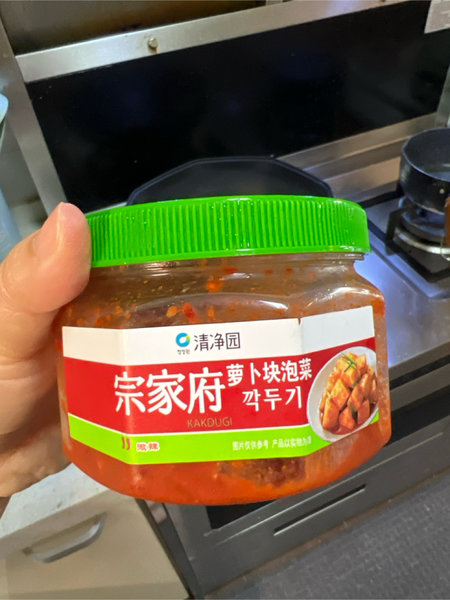 清净园
청정원
宗家府
萝卜块泡菜
깍두기
KAKDUGI
微辣
图片仅供参考 产品以实物为准